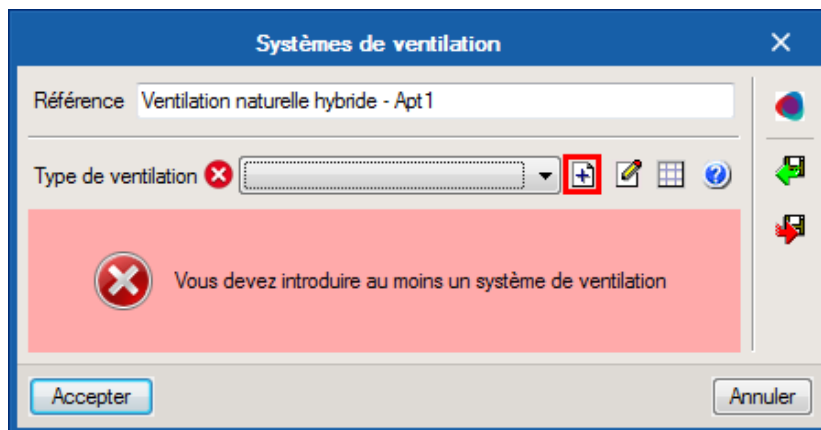 Systèmes de ventilation
Référence Ventilation naturelle hybride - Apt1
Type de ventilation
Vous devez introduire au moins un système de ventilation
Accepter Annuler